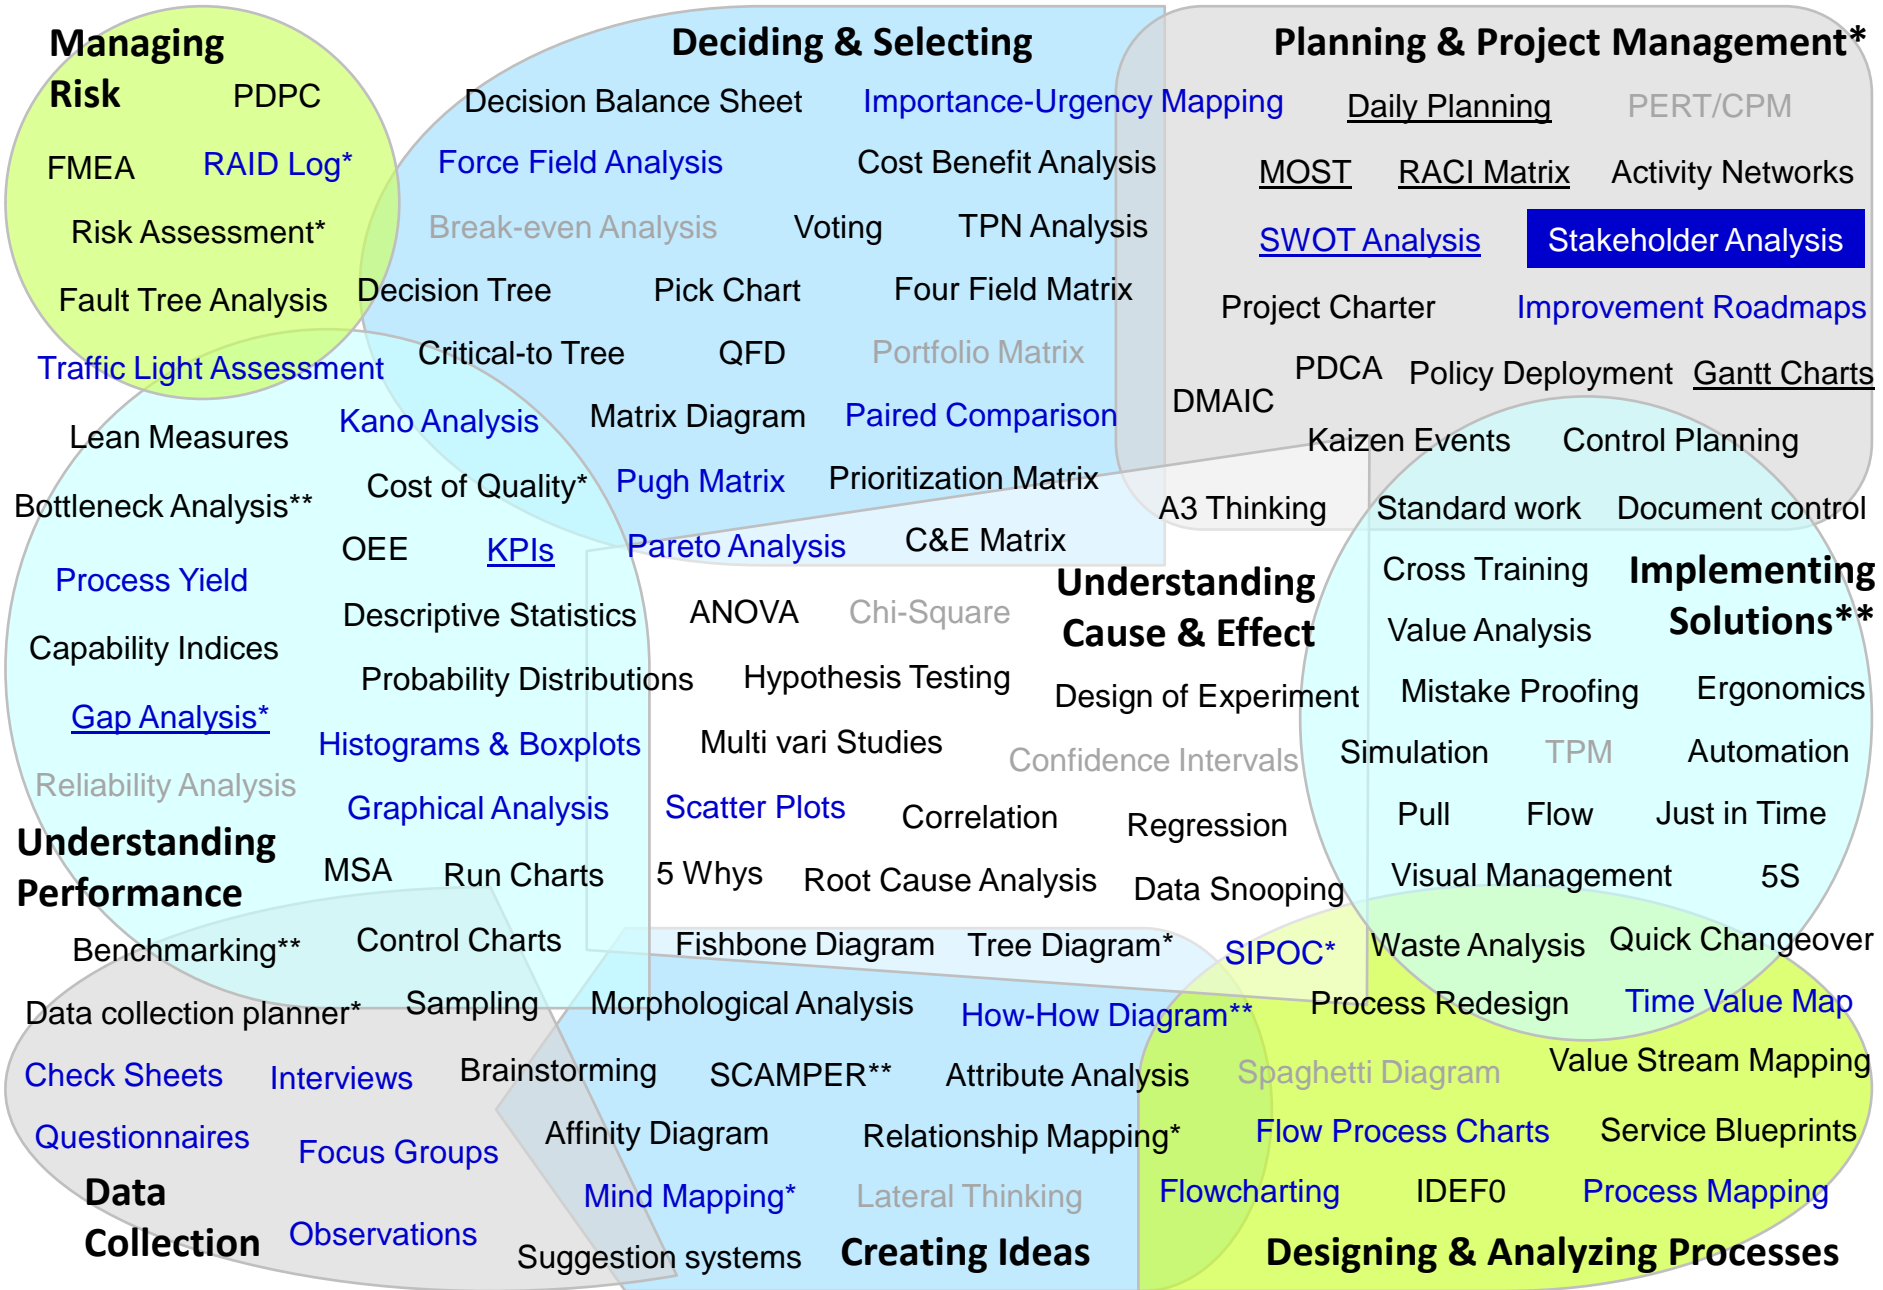 Managing
Risk
PDPC
FMEA
RAID Log*
Risk Assessment*
Fault Tree Analysis
Traffic Light Assessment
Deciding & Selecting
Decision Balance Sheet
Importance-Urgency Mapping
Force Field Analysis
Cost Benefit Analysis
Break-even Analysis
Voting
TPN Analysis
Decision Tree
Pick Chart
Four Field Matrix
Critical-to Tree
QFD
Portfolio Matrix
Kano Analysis
Matrix Diagram
Paired Comparison
Cost of Quality*
Pugh Matrix
Prioritization Matrix
Pareto Analysis
C&E Matrix
Planning & Project Management*
Daily Planning
PERT/CPM
MOST
RACI Matrix
Activity Networks
SWOT Analysis
Stakeholder Analysis
Project Charter
Improvement Roadmaps
PDCA
Policy Deployment
Gantt Charts
DMAIC
Kaizen Events
Control Planning
A3 Thinking
Standard work
Document control
Lean Measures
Bottleneck Analysis**
OEE
KPIs
Process Yield
Descriptive Statistics
Capability Indices
Probability Distributions
Gap Analysis*
Histograms & Boxplots
Reliability Analysis
Graphical Analysis
Understanding
Performance
MSA
Run Charts
Benchmarking**
Control Charts
Understanding
Cause & Effect
ANOVA
Chi-Square
Hypothesis Testing
Design of Experiment
Multi vari Studies
Confidence Intervals
Scatter Plots
Correlation
Regression
5 Whys
Root Cause Analysis
Data Snooping
Fishbone Diagram
Tree Diagram*
SIPOC*
Implementing
Solutions**
Cross Training
Value Analysis
Mistake Proofing
Ergonomics
Simulation
TPM
Automation
Pull
Flow
Just in Time
Visual Management
5S
Waste Analysis
Quick Changeover
Data collection planner*
Sampling
Check Sheets
Interviews
Questionnaires
Focus Groups
Data
Collection
Observations
Morphological Analysis
How-How Diagram**
Brainstorming
SCAMPER**
Attribute Analysis
Affinity Diagram
Relationship Mapping*
Mind Mapping*
Lateral Thinking
Suggestion systems
Creating Ideas
Process Redesign
Time Value Map
Spaghetti Diagram
Value Stream Mapping
Flow Process Charts
Service Blueprints
Flowcharting
IDEF0
Process Mapping
Designing & Analyzing Processes